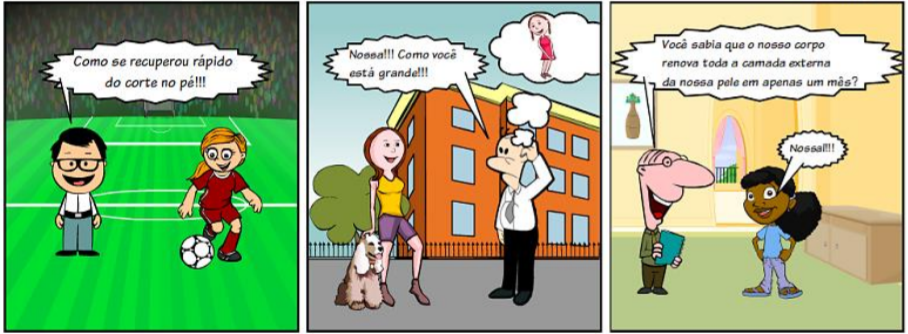 Como se recuperou rápido
do corte no pé!!!
Nossa!!! Como você
está grande!!!
Você sabia que o nosso corpo
renova toda a camada externa
da nossa pele em apenas um mês?
Nossa!!!!